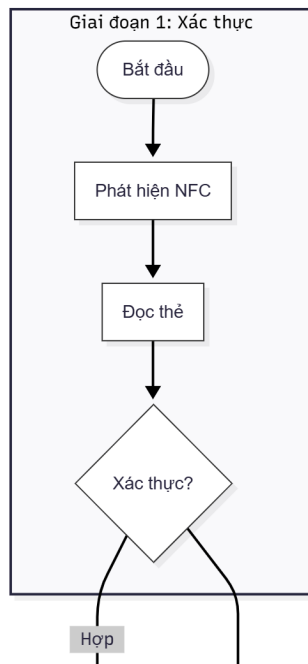 Giai đoạn 1: Xác thực
Bắt đầu
Phát hiện NFC
Đọc thẻ
Xác thực?
Hợp